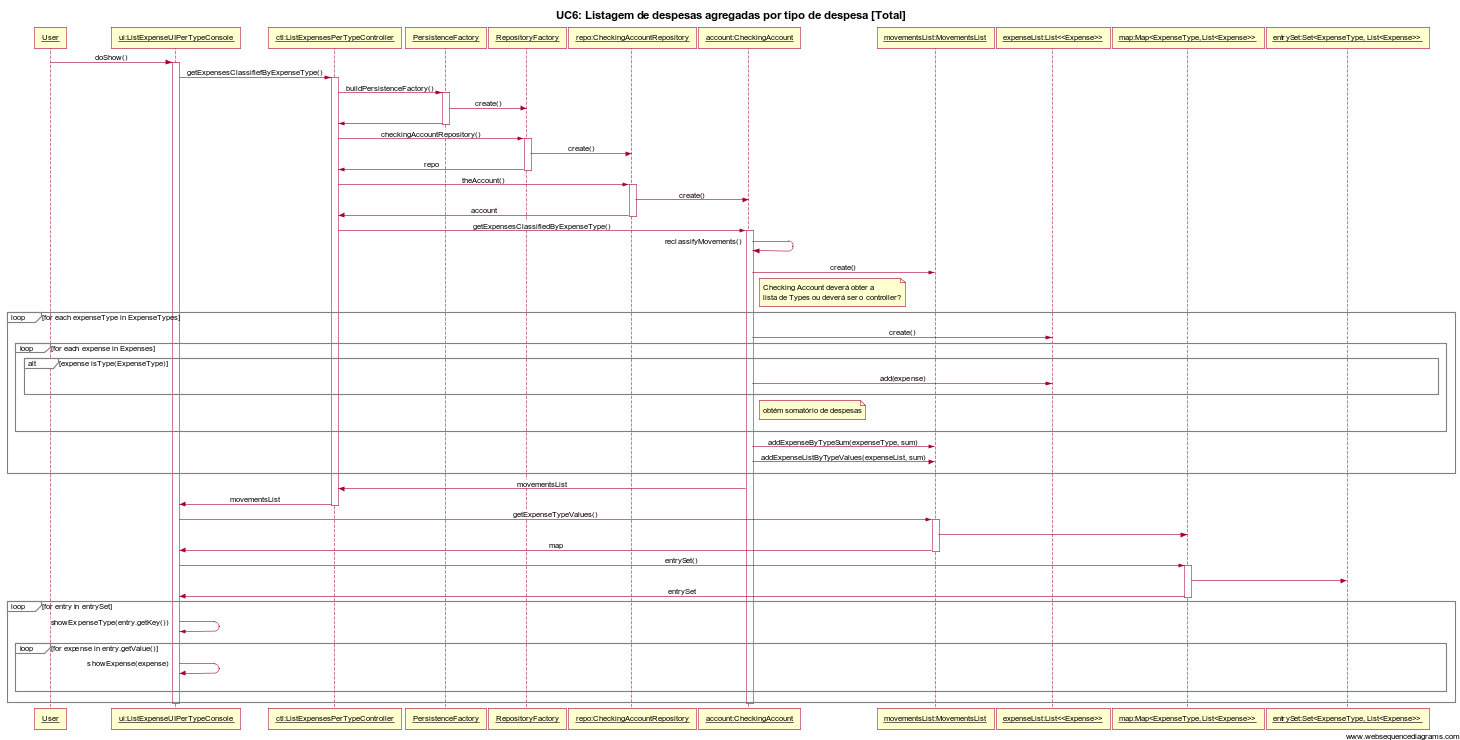 UC6: Listagem de despesas agregadas por tipo de despesa [Total]
User
ui:ListExpenseUIPerTypeConsole
ctl:ListExpensesPerTypeController
PersistenceFactory
RepositoryFactory
repo:CheckingAccountRepository
account:CheckingAccount
movementsList:MovementsList
expenseList:List<<Expense>>
map:Map<ExpenseType,List<Expense>>
entrySet:Set<ExpenseType, List<Expense>>
doShow()
getExpensesClassifiefByExpenseType()
buildPersistenceFactory()
create()
checkingAccountRepository()
create()
repo
theAccount()
create()
account
getExpensesClassifiedByExpenseType()
reclassifyMovements()
create()
Checking Account deverá obter a
lista de Types ou deverá ser o controller?
loop [for each expenseType in ExpenseTypes]
create()
loop [for each expense in Expenses]
alt [expense isType(ExpenseType)]
add(expense)
obtém somatório de despesas
addExpenseByTypeSum(expenseType, sum)
addExpenseListByTypeValues(expenseList, sum)
movementsList
movementsList
getExpenseTypeValues()
map
entrySet()
entrySet
loop [for entry in entrySet]
showExpenseType(entry.getKey())
loop [for expense in entry.getValue()]
showExpense(expense)
User
ui:ListExpenseUIPerTypeConsole
ctl:ListExpensesPerTypeController
PersistenceFactory
RepositoryFactory
repo:CheckingAccountRepository
account:CheckingAccount
movementsList:MovementsList
expenseList:List<<Expense>>
map:Map<ExpenseType,List<Expense>>
entrySet:Set<ExpenseType, List<Expense>>
www.websequencediagrams.com